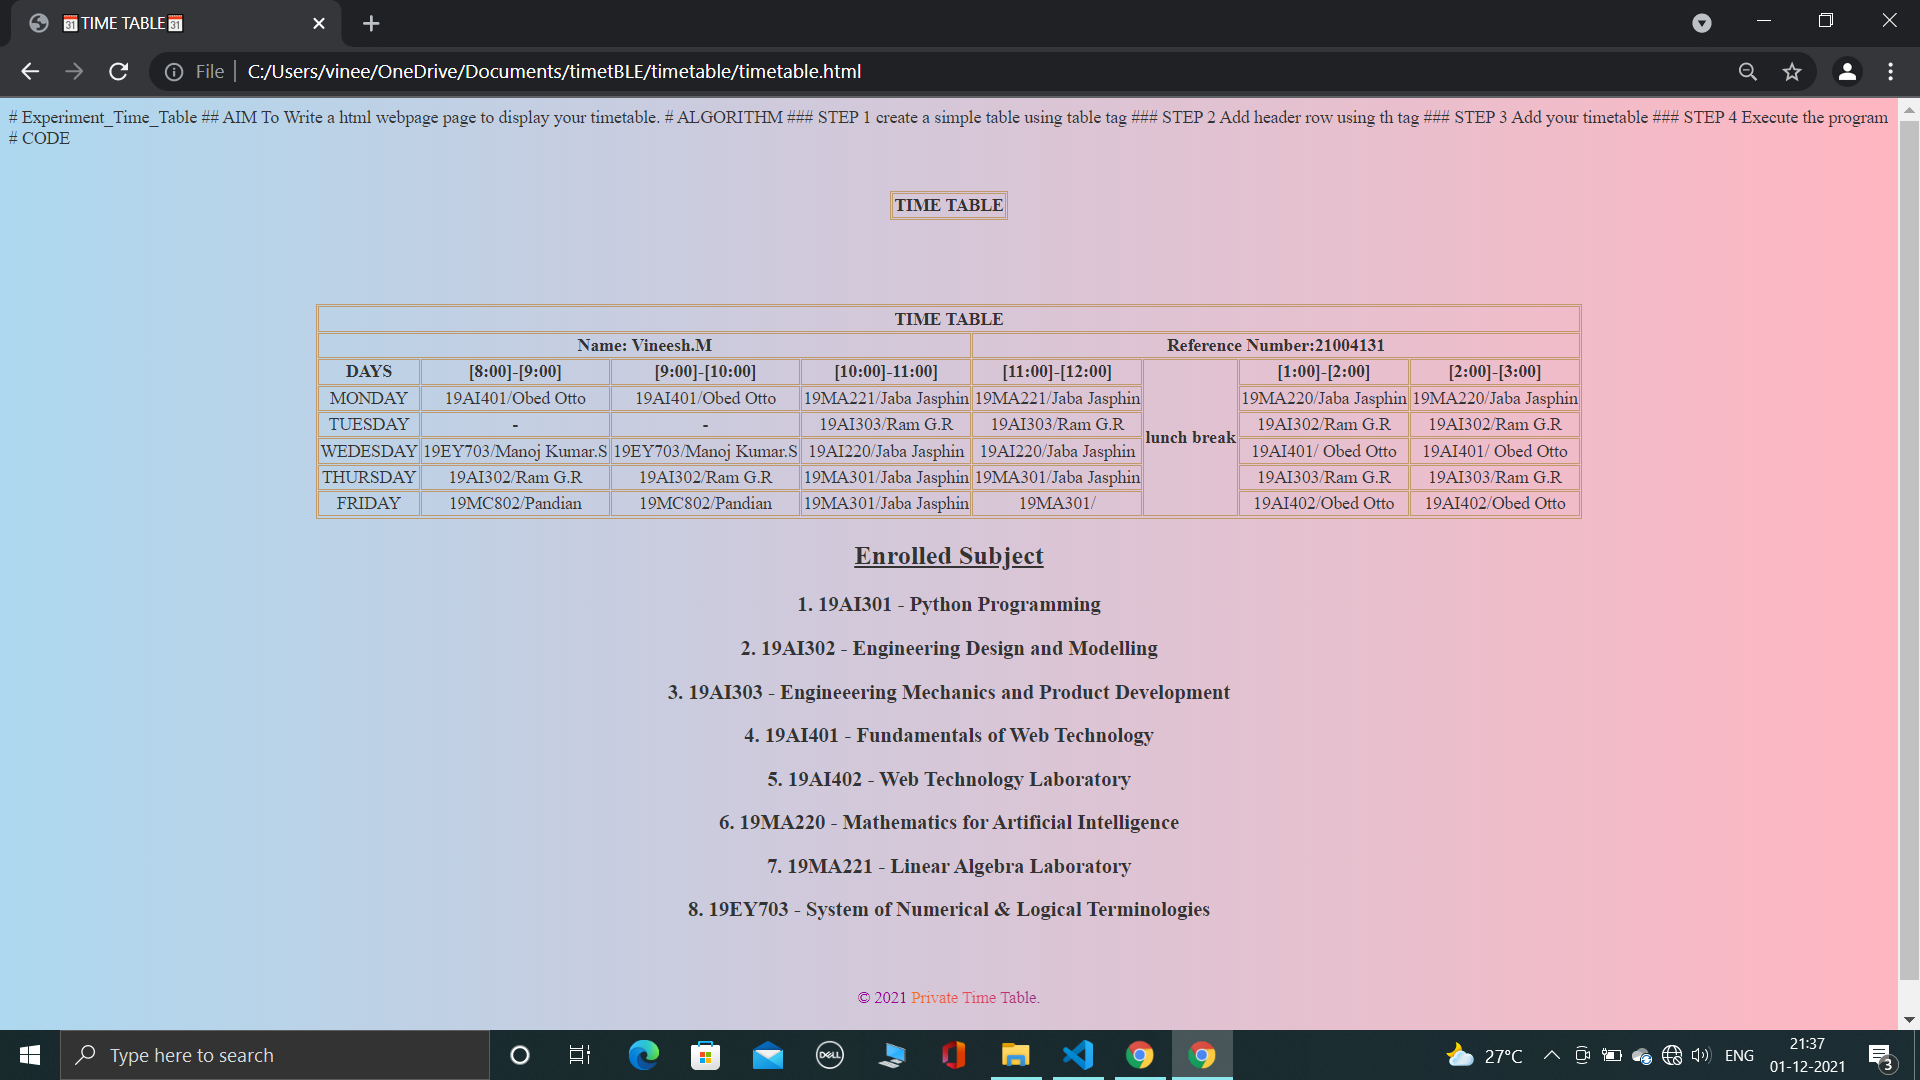 📅TIME TABLE📅
File
C:/Users/vinee/OneDrive/Documents/timetBLE/timetable/timetable.html
# Experiment_Time_Table ## AIM To Write a html webpage page to display your timetable. # ALGORITHM ### STEP 1 create a simple table using table tag ### STEP 2 Add header row using th tag ### STEP 3 Add your timetable ### STEP 4 Execute the program
# CODE
TIME TABLE
TIME TABLE
Name: Vineesh.M Reference Number:21004131
DAYS [8:00]-[9:00] [9:00]-[10:00] [10:00]-11:00] [11:00]-[12:00] lunch break [1:00]-[2:00] [2:00]-[3:00]
MONDAY 19AI401/Obed Otto 19AI401/Obed Otto 19MA221/Jaba Jasphin 19MA221/Jaba Jasphin 19MA220/Jaba Jasphin 19MA220/Jaba Jasphin
TUESDAY - - 19AI303/Ram G.R 19AI303/Ram G.R 19AI302/Ram G.R 19AI302/Ram G.R
WEDESDAY 19EY703/Manoj Kumar.S 19EY703/Manoj Kumar.S 19AI220/Jaba Jasphin 19AI220/Jaba Jasphin 19AI401/ Obed Otto 19AI401/ Obed Otto
THURSDAY 19AI302/Ram G.R 19AI302/Ram G.R 19MA301/Jaba Jasphin 19MA301/Jaba Jasphin 19AI303/Ram G.R 19AI303/Ram G.R
FRIDAY 19MC802/Pandian 19MC802/Pandian 19MA301/Jaba Jasphin 19MA301/ 19AI402/Obed Otto 19AI402/Obed Otto
Enrolled Subject
1. 19AI301 - Python Programming
2. 19AI302 - Engineering Design and Modelling
3. 19AI303 - Engineeering Mechanics and Product Development
4. 19AI401 - Fundamentals of Web Technology
5. 19AI402 - Web Technology Laboratory
6. 19MA220 - Mathematics for Artificial Intelligence
7. 19MA221 - Linear Algebra Laboratory
8. 19EY703 - System of Numerical & Logical Terminologies
© 2021 Private Time Table.
Type here to search
DELL
27°C
ENG
21:37
01-12-2021
3